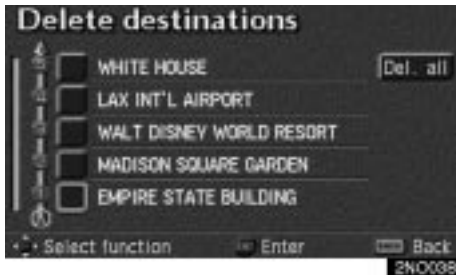 Delete destinations
WHITE HOUSE
Del. all
LAX INT'L AIRPORT
WALT DISNEY WORLD RESORT
MADISON SQUARE GARDEN
EMPIRE STATE BUILDING
Select function Enter Back
2NO038